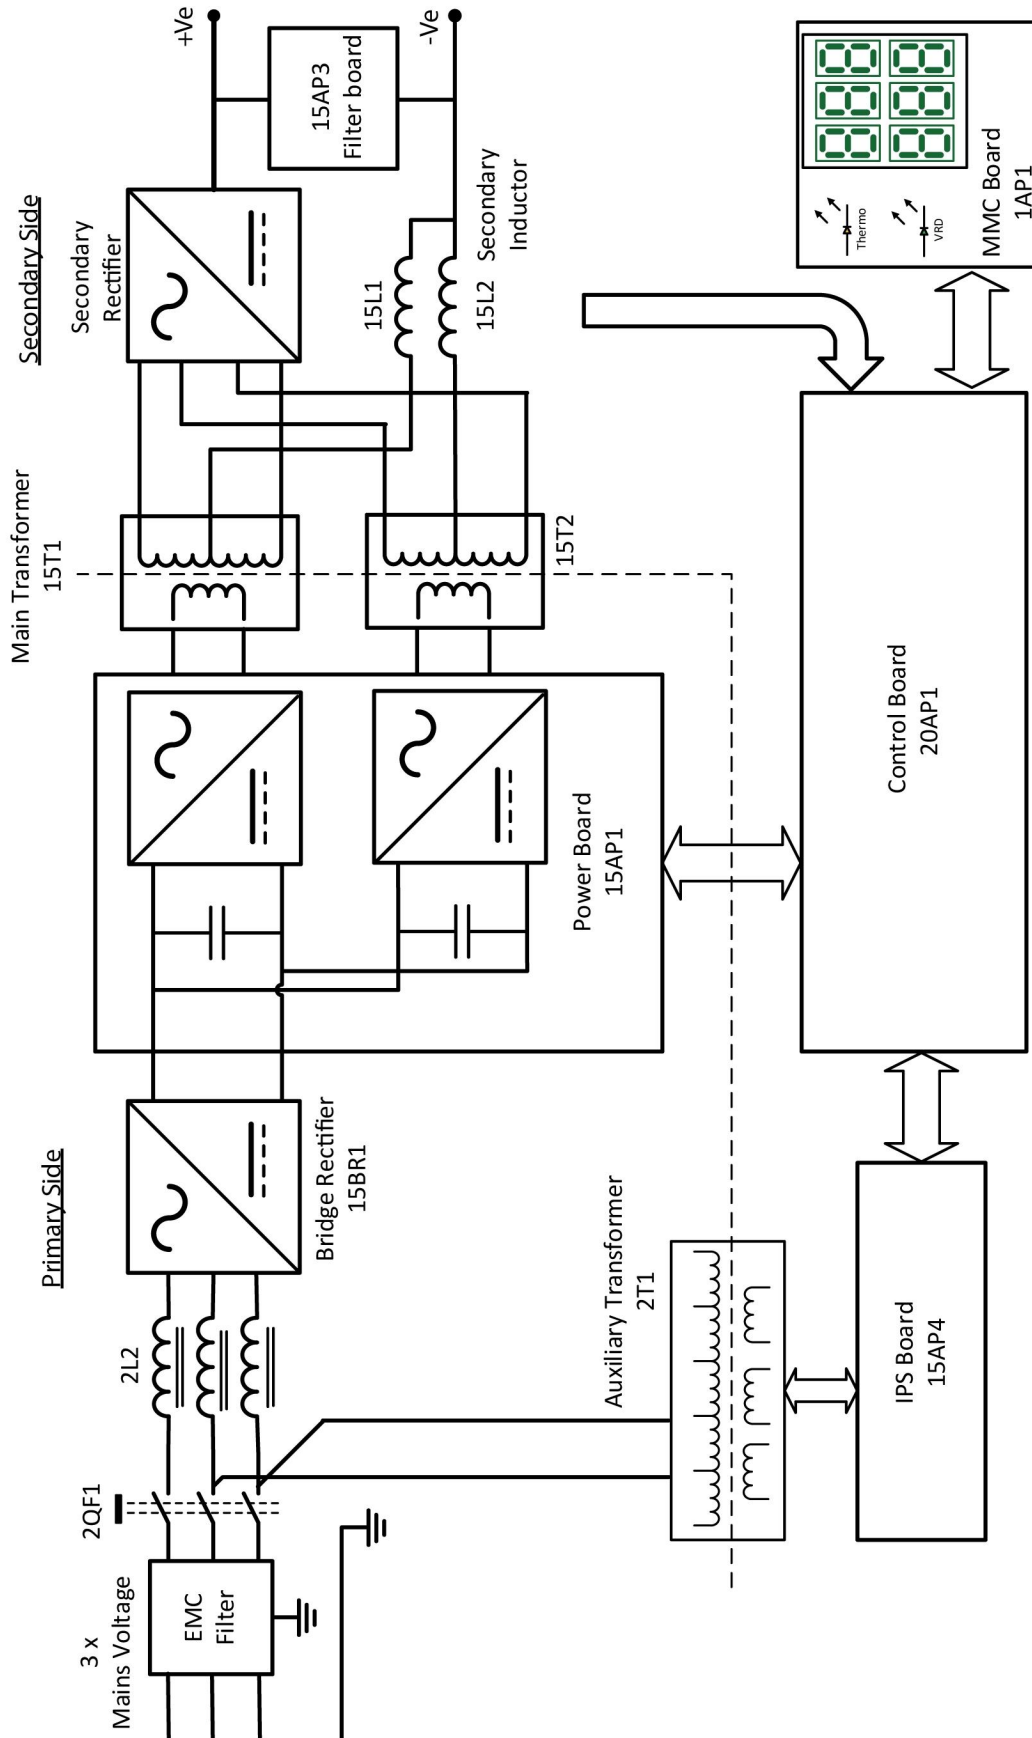 Primary Side
Secondary Side
3 x
Mains Voltage
EMC
Filter
2QF1
2L2
Bridge Rectifier
15BR1
Power Board
15AP1
Main Transformer
15T1
15T2
Secondary
Rectifier
15L1
15L2
Secondary
Inductor
15AP3
Filter board
+Ve
-Ve
Auxiliary Transformer
2T1
IPS Board
15AP4
Control Board
20AP1
Thermo
VRD
888
888
MMC Board
1AP1